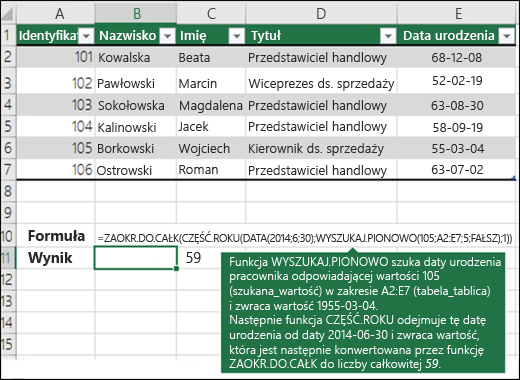 A B C D E
1 Identyfikat Nazwisko Imię Tytuł Data urodzenia
2 101 Kowalska Beata Przedstawiciel handlowy 68-12-08
3 102 Pawłowski Marcin Wiceprezes ds. sprzedaży 52-02-19
4 103 Sokołowska Magdalena Przedstawiciel handlowy 63-08-30
5 104 Kalinowski Jacek Przedstawiciel handlowy 58-09-19
6 105 Borkowski Wojciech Kierownik ds. sprzedaży 55-03-04
7 106 Ostrowski Roman Przedstawiciel handlowy 63-07-02
8
9
10 Formuła =ZAOKR.DO.CAŁK(CZĘŚĆ.ROKU(DATA(2014;6;30);WYSZUKAJ.PIONOWO(105;A2:E7;5;FAŁSZ);1))
11 Wynik 59
12 Funkcja WYSZUKAJ.PIONOWO szuka daty urodzenia
pracownika odpowiadającej wartości 105
13 (szukana_wartość) w zakresie A2:E7 (tabela_tablica)
i zwraca wartość 1955-03-04.
14 Następnie funkcja CZĘŚĆ.ROKU odejmuje tę datę
urodzenia od daty 2014-06-30 i zwraca wartość,
15 która jest następnie konwertowana przez funkcję
ZAOKR.DO.CAŁK do liczby całkowitej 59.